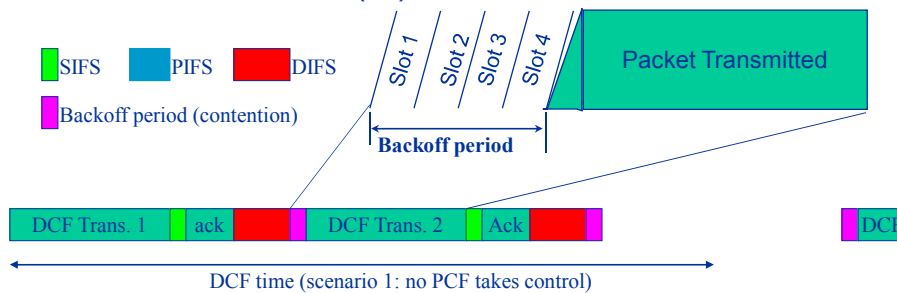 Slot 1
Slot 2
Slot 3
Slot 4
Packet Transmitted
SIFS
PIFS
DIFS
Backoff period (contention)
Backoff period
DCF Trans. 1
ack
DCF Trans. 2
Ack
DCF
DCF time (scenario 1: no PCF takes control)